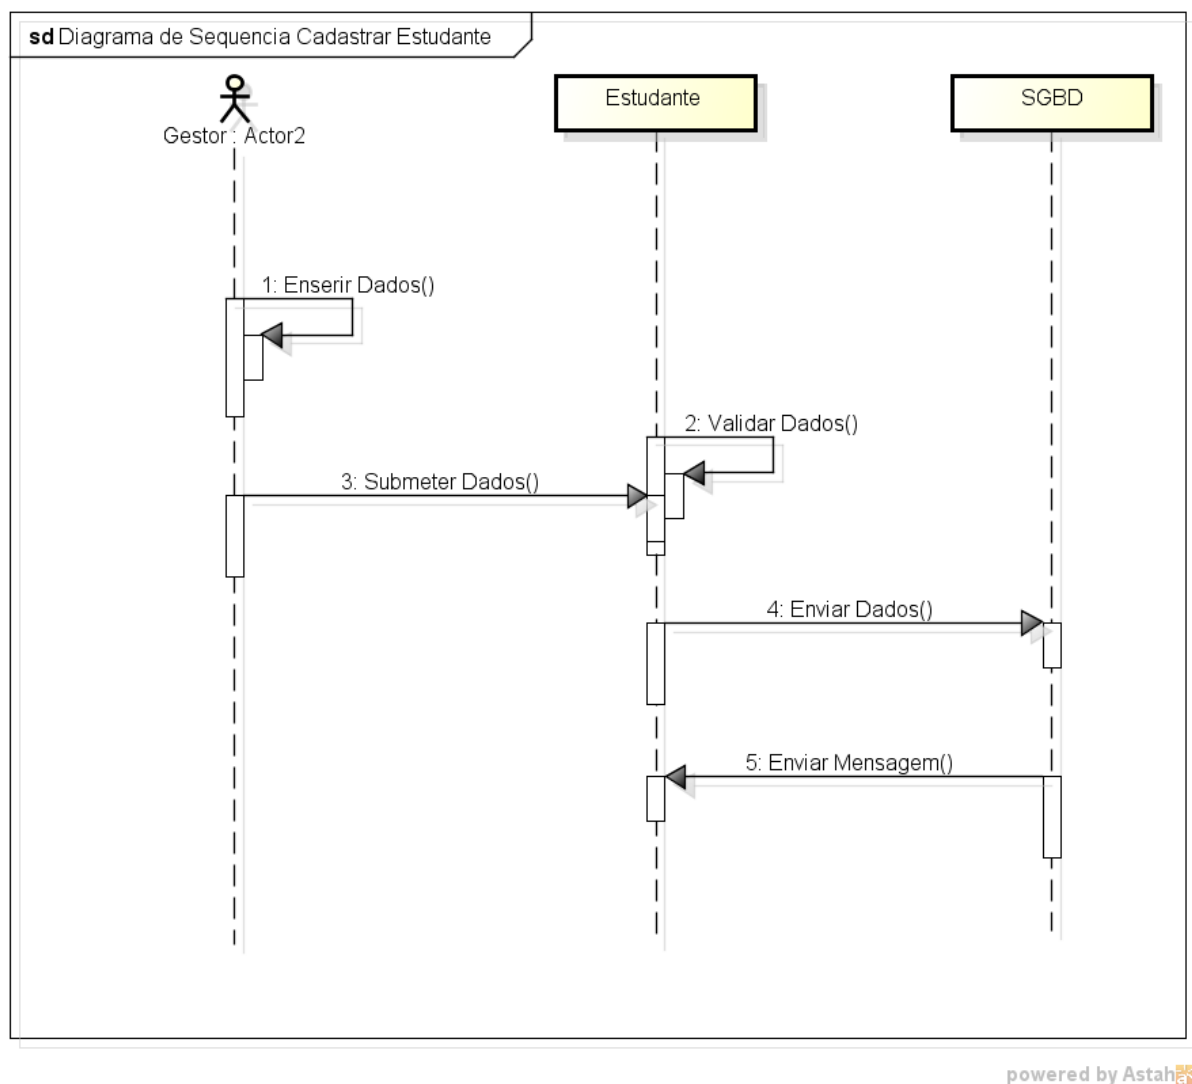 sd Diagrama de Sequencia Cadastrar Estudante
Gestor : Actor2
Estudante
SGBD
1: Enserir Dados()
2: Validar Dados()
3: Submeter Dados()
4: Enviar Dados()
5: Enviar Mensagem()
powered by Astah